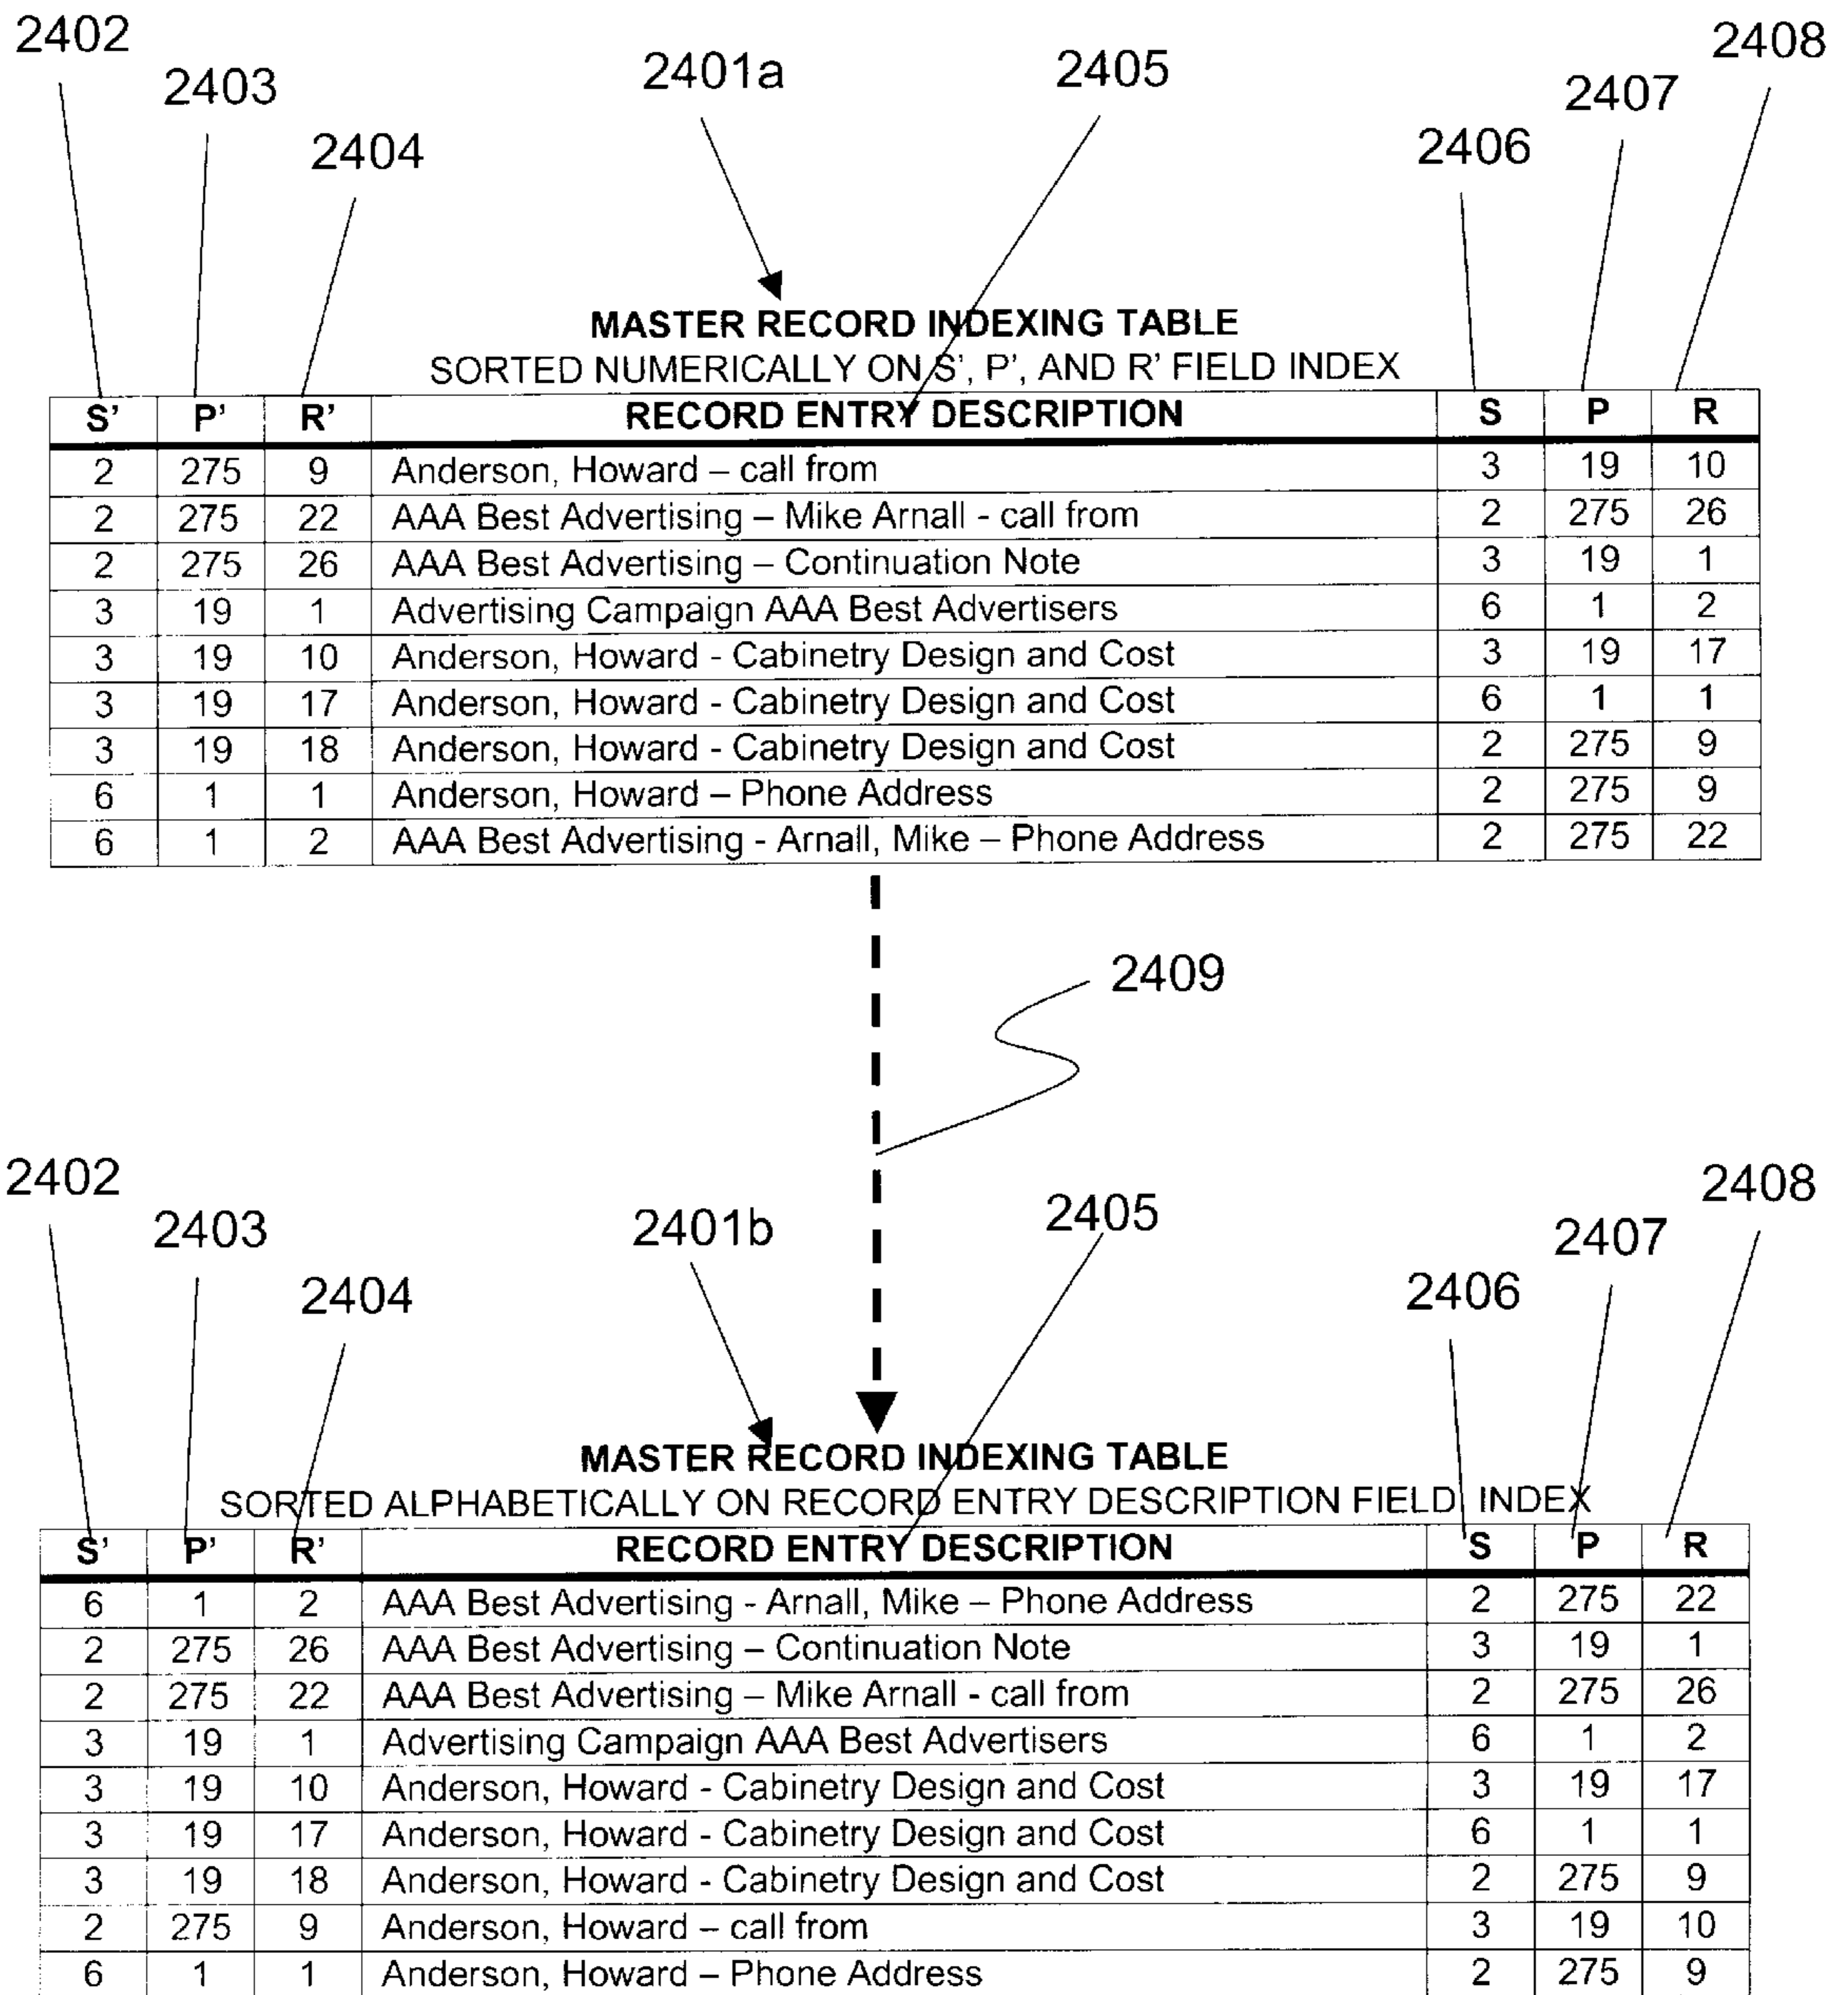 2402
2403
2404
2401a
2405
2406
2407
2408
MASTER RECORD INDEXING TABLE
SORTED NUMERICALLY ON S', P', AND R' FIELD INDEX
S' P' R' RECORD ENTRY DESCRIPTION S P R
2 275 9 Anderson, Howard – call from 3 19 10
2 275 22 AAA Best Advertising – Mike Arnall - call from 2 275 26
2 275 26 AAA Best Advertising – Continuation Note 3 19 1
3 19 1 Advertising Campaign AAA Best Advertisers 6 1 2
3 19 10 Anderson, Howard - Cabinetry Design and Cost 3 19 17
3 19 17 Anderson, Howard - Cabinetry Design and Cost 6 1 1
3 19 18 Anderson, Howard - Cabinetry Design and Cost 2 275 9
6 1 1 Anderson, Howard – Phone Address 2 275 9
6 1 2 AAA Best Advertising - Arnall, Mike – Phone Address 2 275 22
2409
2402
2403
2404
2401b
2405
2406
2407
2408
MASTER RECORD INDEXING TABLE
SORTED ALPHABETICALLY ON RECORD ENTRY DESCRIPTION FIELD INDEX
S' P' R' RECORD ENTRY DESCRIPTION S P R
6 1 2 AAA Best Advertising - Arnall, Mike – Phone Address 2 275 22
2 275 26 AAA Best Advertising – Continuation Note 3 19 1
2 275 22 AAA Best Advertising – Mike Arnall - call from 2 275 26
3 19 1 Advertising Campaign AAA Best Advertisers 6 1 2
3 19 10 Anderson, Howard - Cabinetry Design and Cost 3 19 17
3 19 17 Anderson, Howard - Cabinetry Design and Cost 6 1 1
3 19 18 Anderson, Howard - Cabinetry Design and Cost 2 275 9
2 275 9 Anderson, Howard – call from 3 19 10
6 1 1 Anderson, Howard – Phone Address 2 275 9